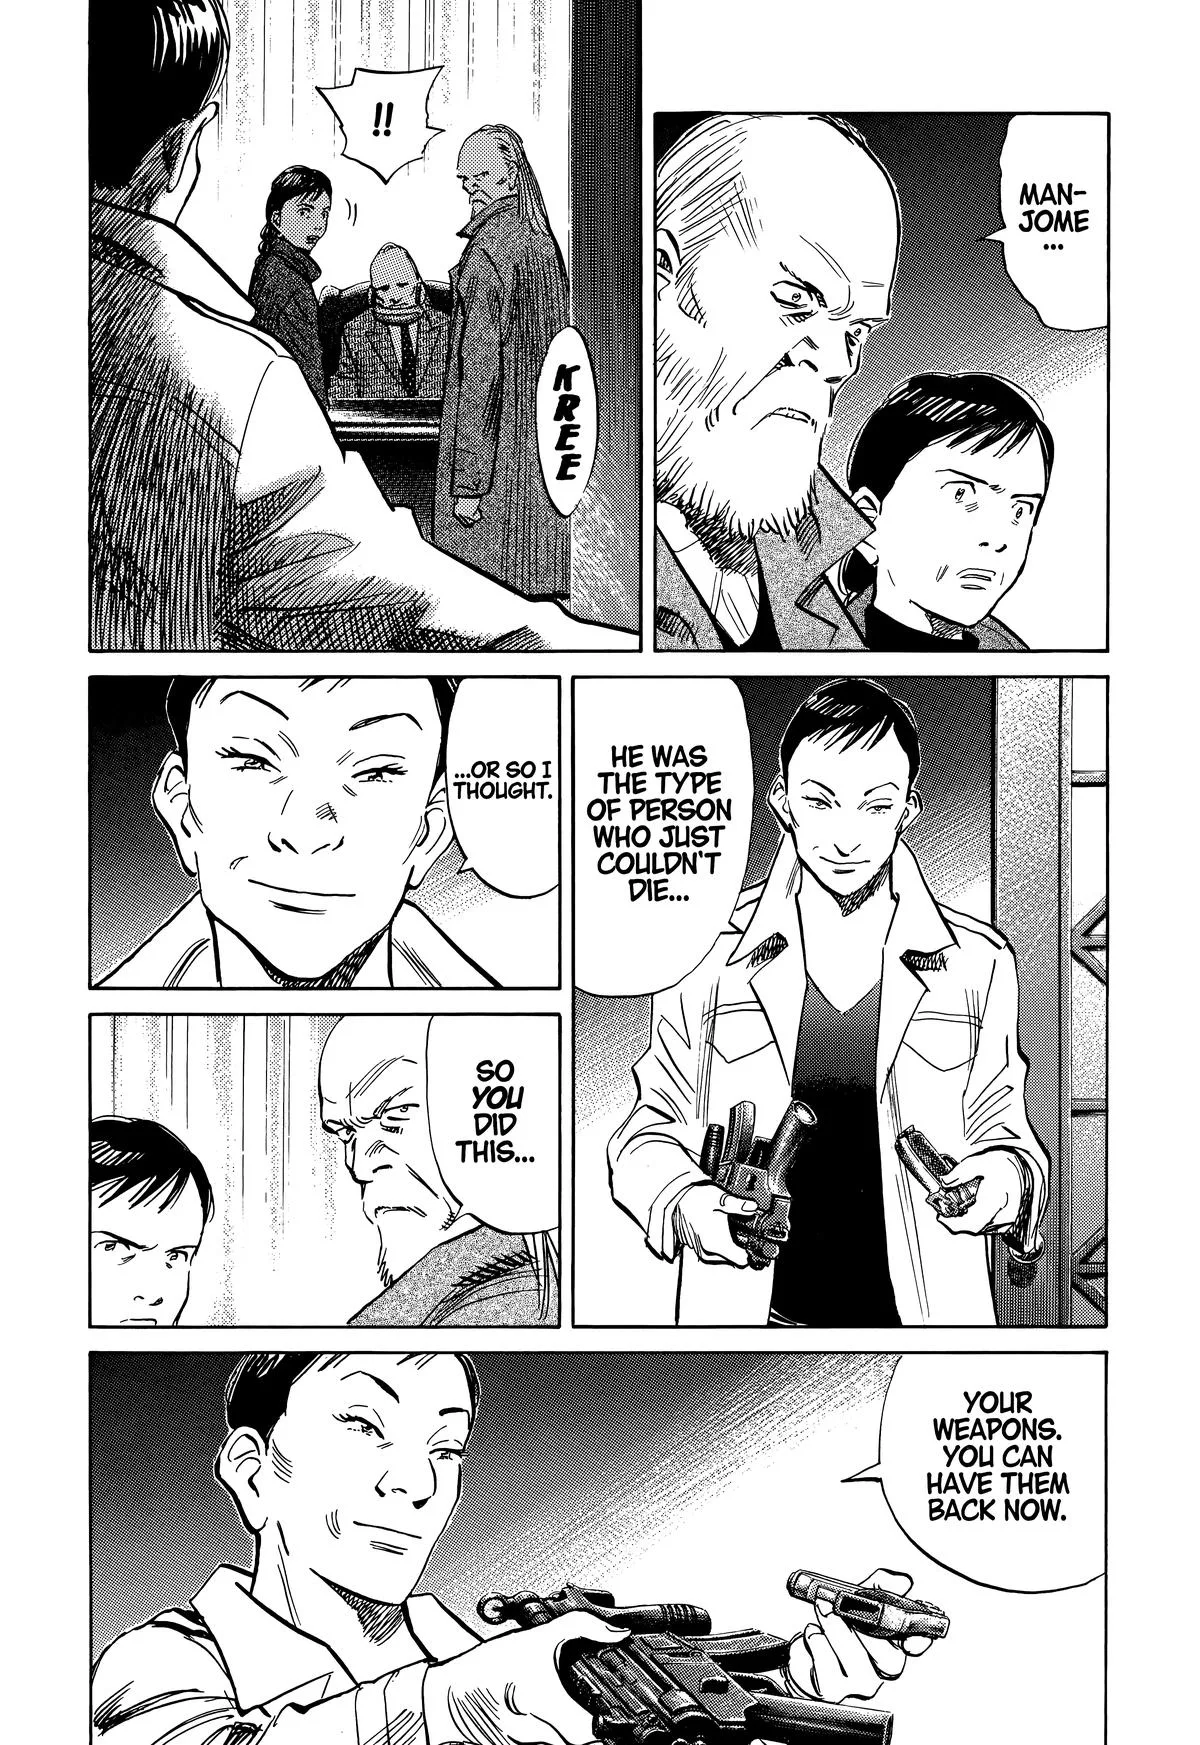 MAN-
JOME
...
!!
KREE
HE WAS
THE TYPE
OF PERSON
WHO JUST
COULDN'T
DIE...
...OR SO I
THOUGHT.
SO
YOU
DID
THIS...
YOUR
WEAPONS.
YOU CAN
HAVE THEM
BACK NOW.